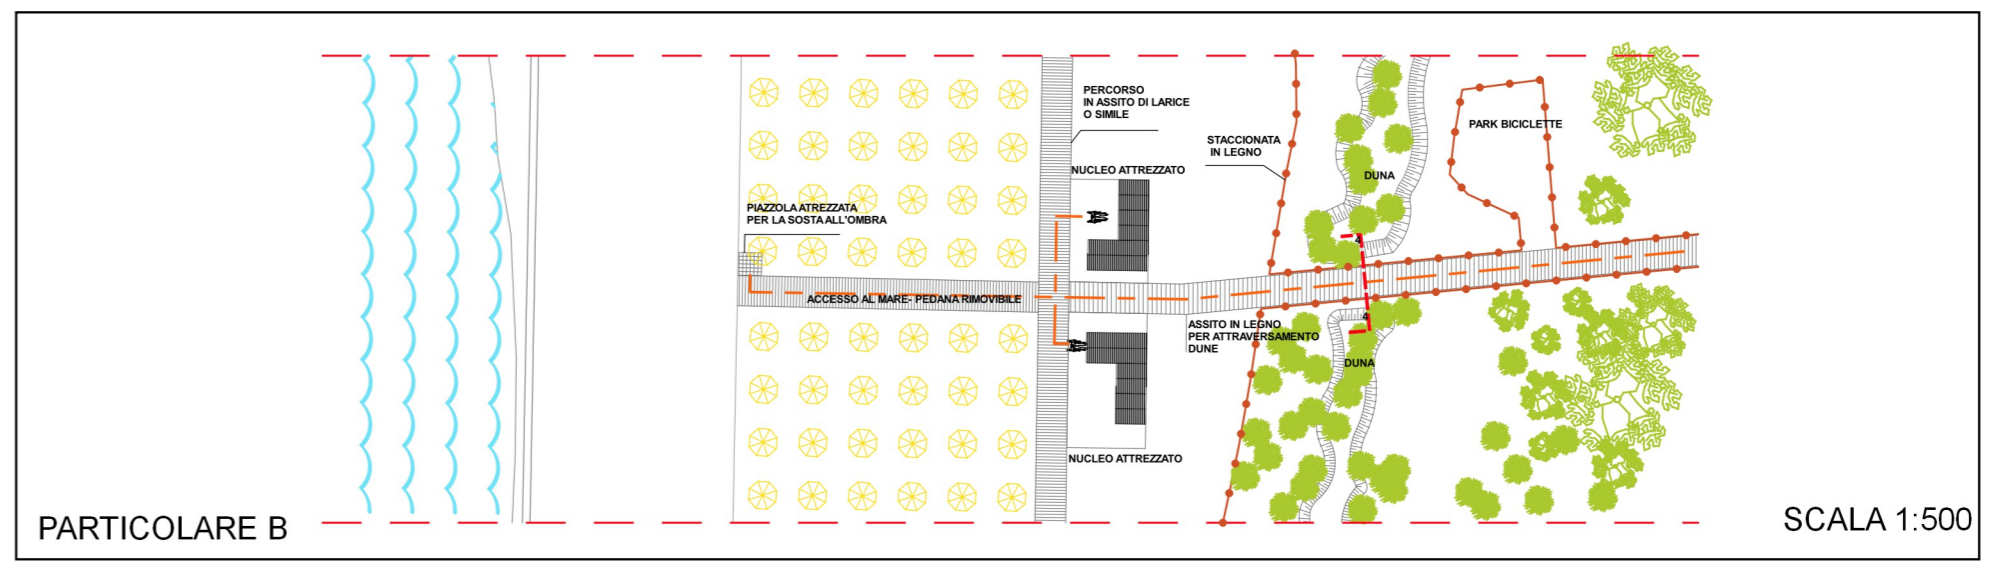 PERCORSO
IN ASSITO DI LARICE
O SIMILE
PARK BICICLETTE
STACCIONATA
IN LEGNO
NUCLEO ATTREZZATO
DUNA
PIAZZOLA ATREZZATA
PER LA SOSTA ALL'OMBRA
4
ACCESSO AL MARE- PEDANA RIMOVIBILE
4
ASSITO IN LEGNO
PER ATTRAVERSAMENTO
DUNE
DUNA
NUCLEO ATTREZZATO
PARTICOLARE B
SCALA 1:500